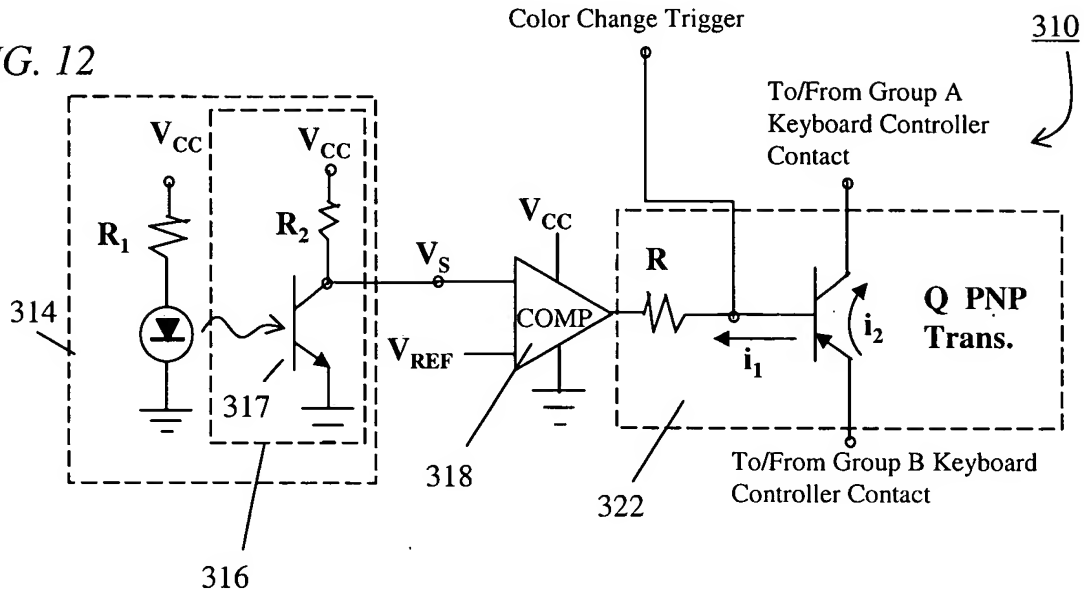 Color Change Trigger
310
G. 12
To/From Group A
Keyboard Controller
Contact
V_CC
V_CC
R_1
R_2
V_S
V_CC
R
314
COMP
Q PNP
Trans.
i_2
i_1
V_REF
317
318
322
To/From Group B Keyboard
Controller Contact
316